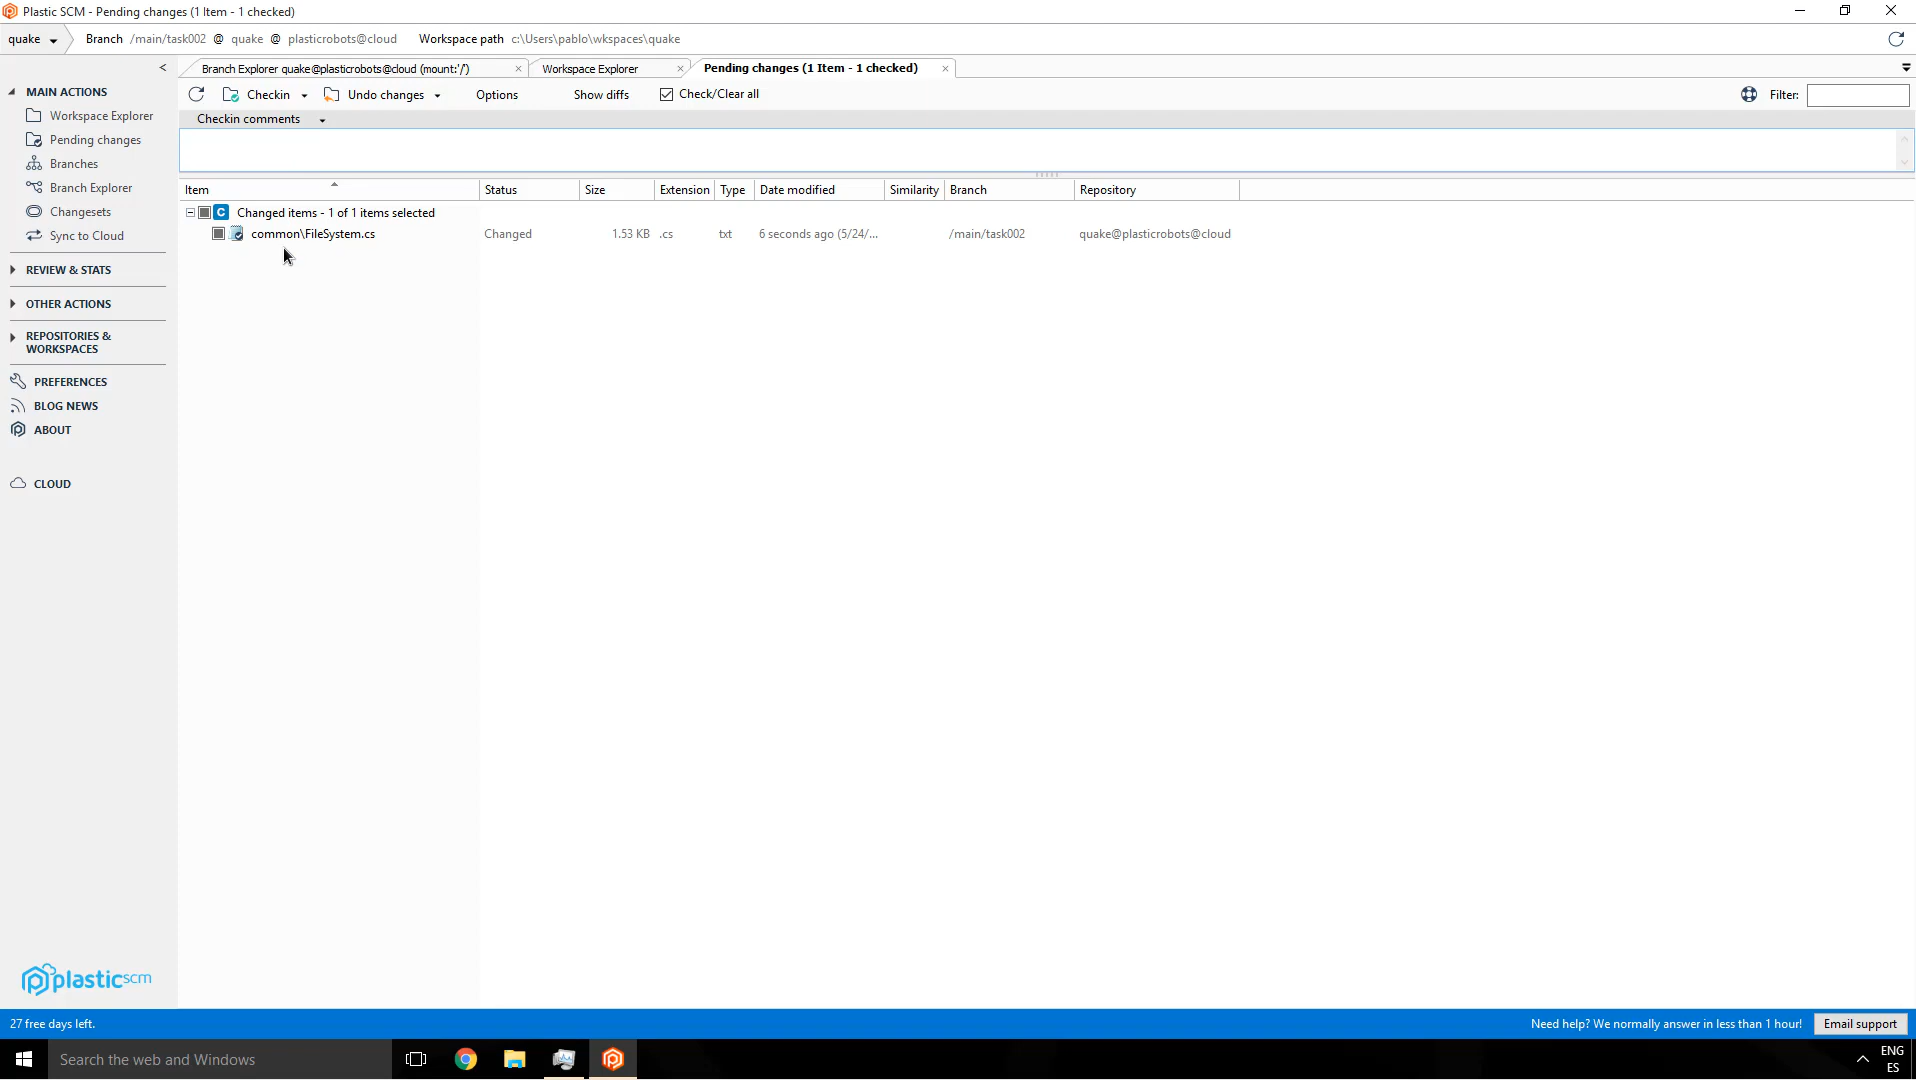 Plastic SCM - Pending changes (1 Item - 1 checked)
quake Branch /main/task002 @ quake @ plasticrobots@cloud Workspace path c:\Users\pablo\wkspaces\quake
<
Branch Explorer quake@plasticrobots@cloud (mount:'/') × Workspace Explorer × Pending changes (1 Item - 1 checked) ×
Checkin Undo changes Options Show diffs Check/Clear all Filter:
Checkin comments
MAIN ACTIONS
Workspace Explorer
Pending changes
Branches
Branch Explorer
Changesets
Sync to Cloud
REVIEW & STATS
OTHER ACTIONS
REPOSITORIES &
WORKSPACES
PREFERENCES
BLOG NEWS
ABOUT
CLOUD
Item Status Size Extension Type Date modified Similarity Branch Repository
C Changed items - 1 of 1 items selected
common\FileSystem.cs Changed 1.53 KB .cs txt 6 seconds ago (5/24/... /main/task002 quake@plasticrobots@cloud
plasticscm
27 free days left. Need help? We normally answer in less than 1 hour! Email support
Search the web and Windows
ENG
ES